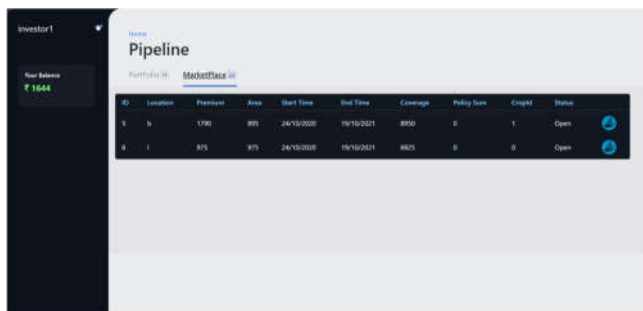 investor1
Your Balance
₹ 1644
Home
Pipeline
Portfolio
MarketPlace
ID Location Premium Area Start Time End Time Coverage Policy Sum CropId Status
5 b 1790 895 24/10/2020 19/10/2021 8950 0 1 Open
6 l 975 975 24/10/2020 19/10/2021 6825 0 0 Open